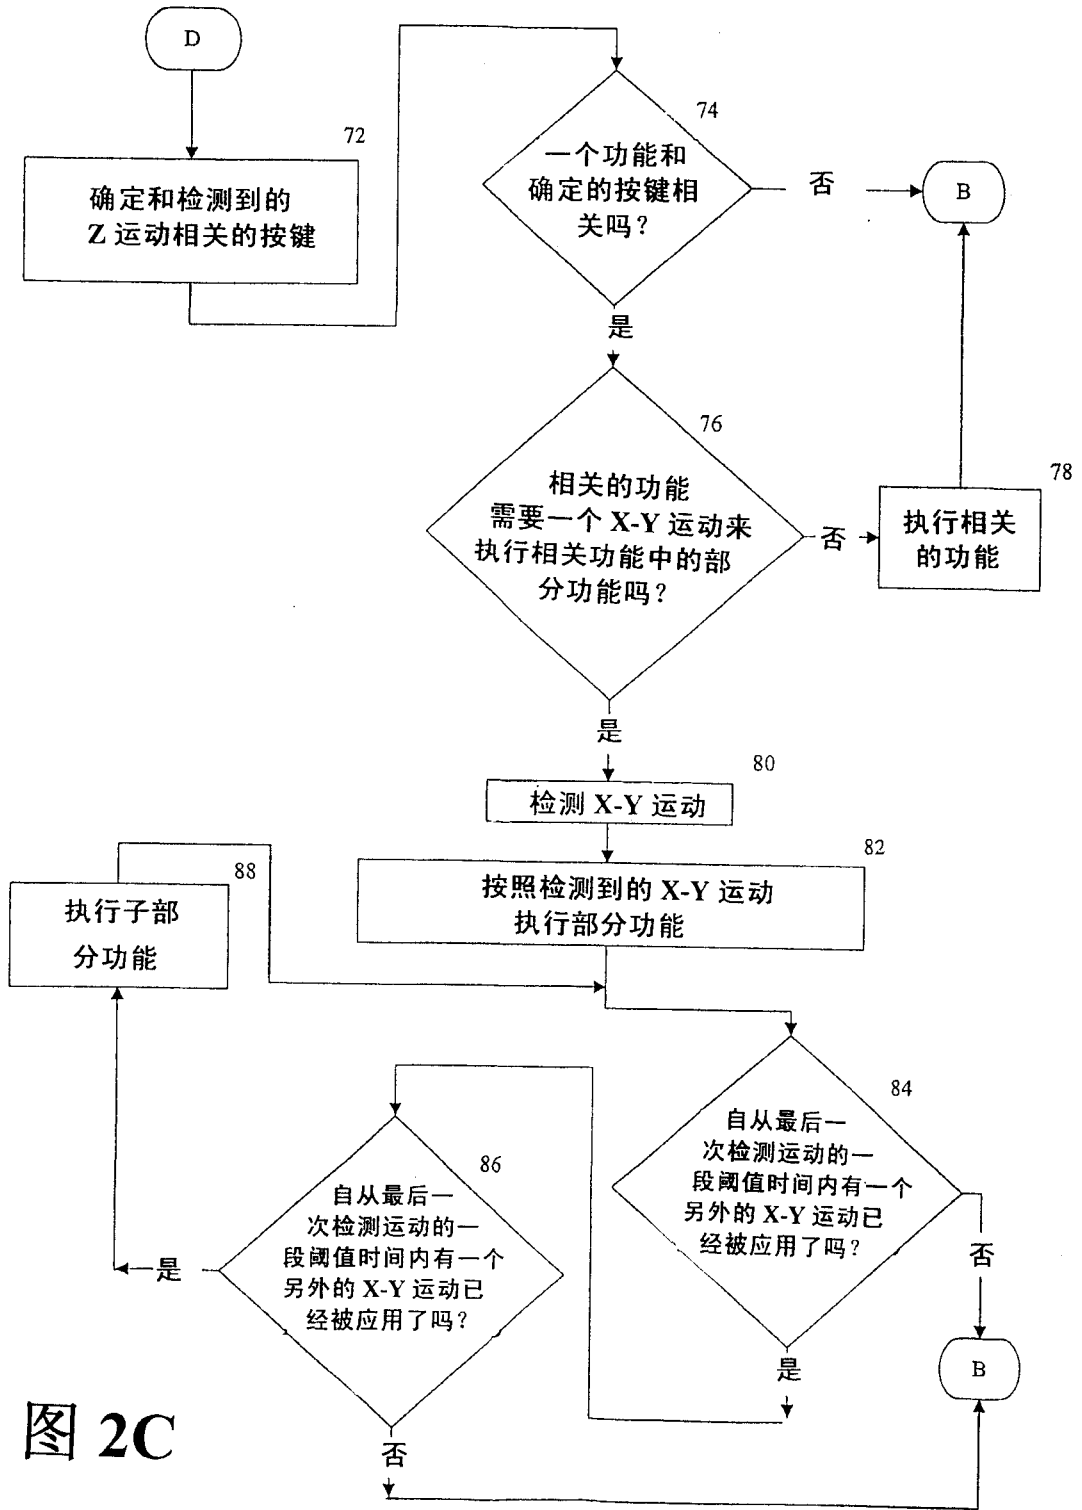 D
72
确定和检测到的
Z 运动相关的按键
74
一个功能和
确定的按键相
关吗？
否
B
是
76
相关的功能
需要一个 X-Y 运动来
执行相关功能中的部
分功能吗？
否
78
执行相关
的功能
是
80
检测 X-Y 运动
82
按照检测到的 X-Y 运动
执行部分功能
88
执行子部
分功能
84
自从最后一
次检测运动的一
段阈值时间内有一个
另外的 X-Y 运动已
经被应用了吗？
否
是
B
86
自从最后一
次检测运动的一
段阈值时间内有一个
另外的 X-Y 运动已
经被应用了吗？
是
否
图 2C